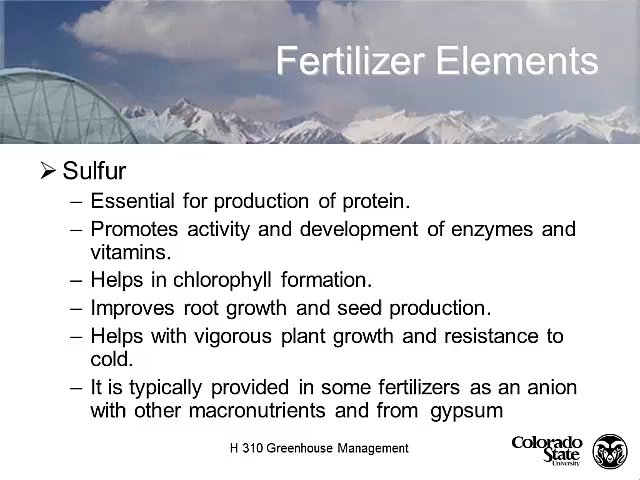 Fertilizer Elements
➢ Sulfur
– Essential for production of protein.
– Promotes activity and development of enzymes and
vitamins.
– Helps in chlorophyll formation.
– Improves root growth and seed production.
– Helps with vigorous plant growth and resistance to
cold.
– It is typically provided in some fertilizers as an anion
with other macronutrients and from gypsum
H 310 Greenhouse Management
Colorado
State
University